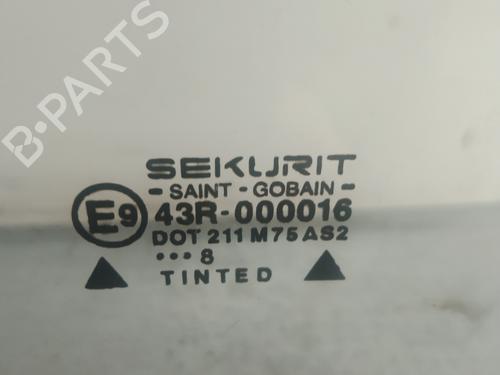 B-PARTS
SEKURIT
- SAINT - GOBAIN -
E9 43R-000016
DOT 211 M75 AS2
••• 8
TINTED